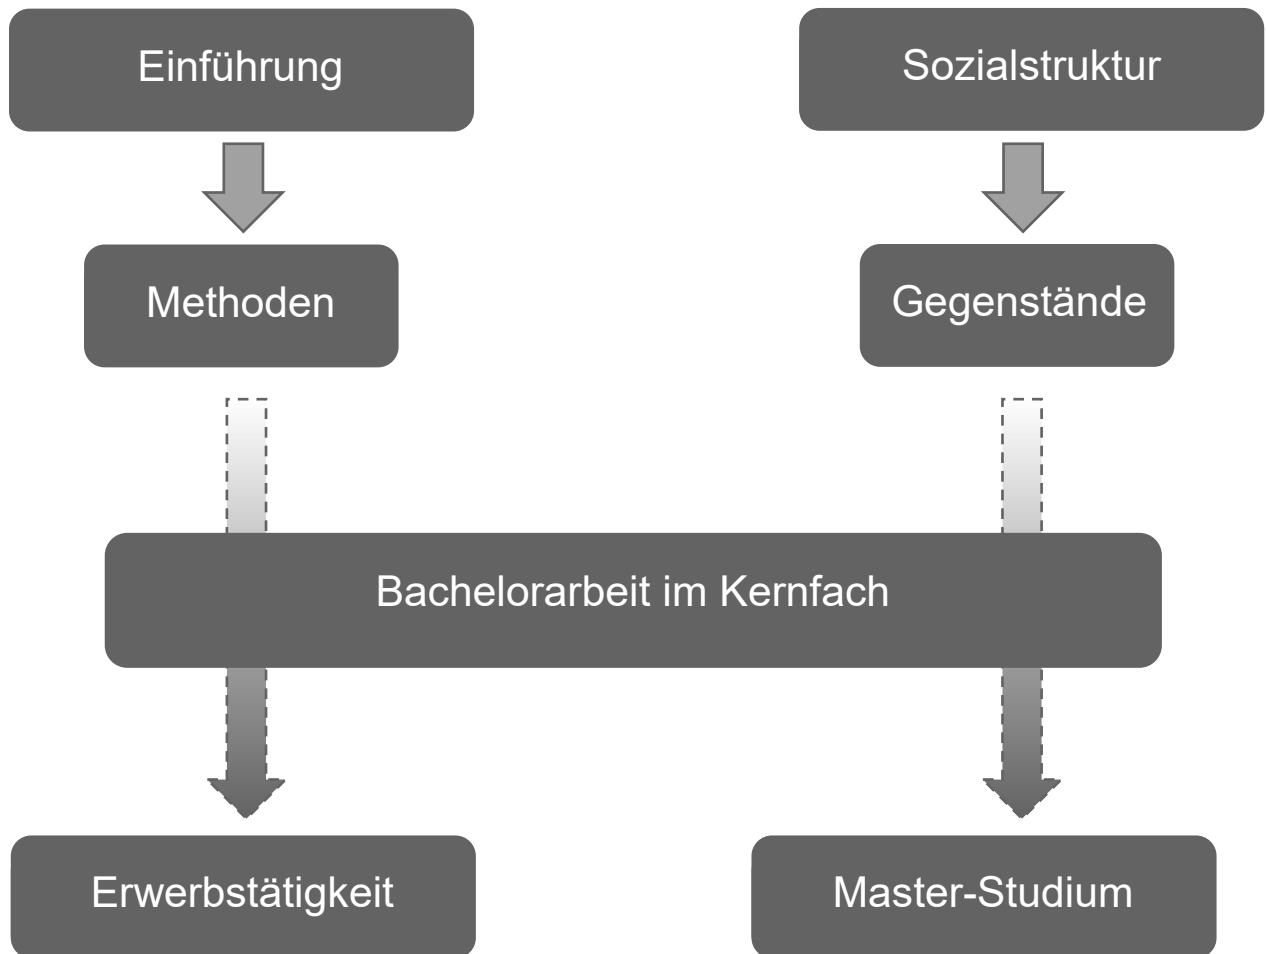 Einführung
Sozialstruktur
Methoden
Gegenstände
Bachelorarbeit im Kernfach
Erwerbstätigkeit
Master-Studium